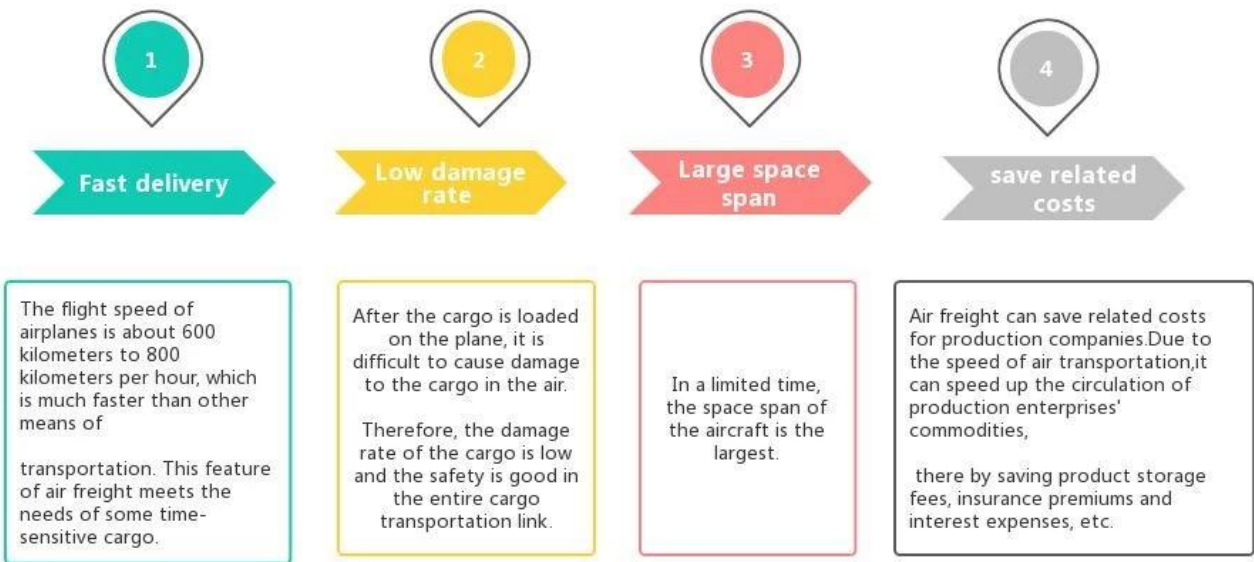 1
Fast delivery
The flight speed of
airplanes is about 600
kilometers to 800
kilometers per hour, which
is much faster than other
means of
transportation. This feature
of air freight meets the
needs of some time-
sensitive cargo.
2
Low damage
rate
After the cargo is loaded
on the plane, it is
difficult to cause damage
to the cargo in the air.
Therefore, the damage
rate of the cargo is low
and the safety is good in
the entire cargo
transportation link.
3
Large space
span
In a limited time,
the space span of
the aircraft is the
largest.
4
save related
costs
Air freight can save related costs
for production companies.Due to
the speed of air transportation,it
can speed up the circulation of
production enterprises'
commodities,
there by saving product storage
fees, insurance premiums and
interest expenses, etc.